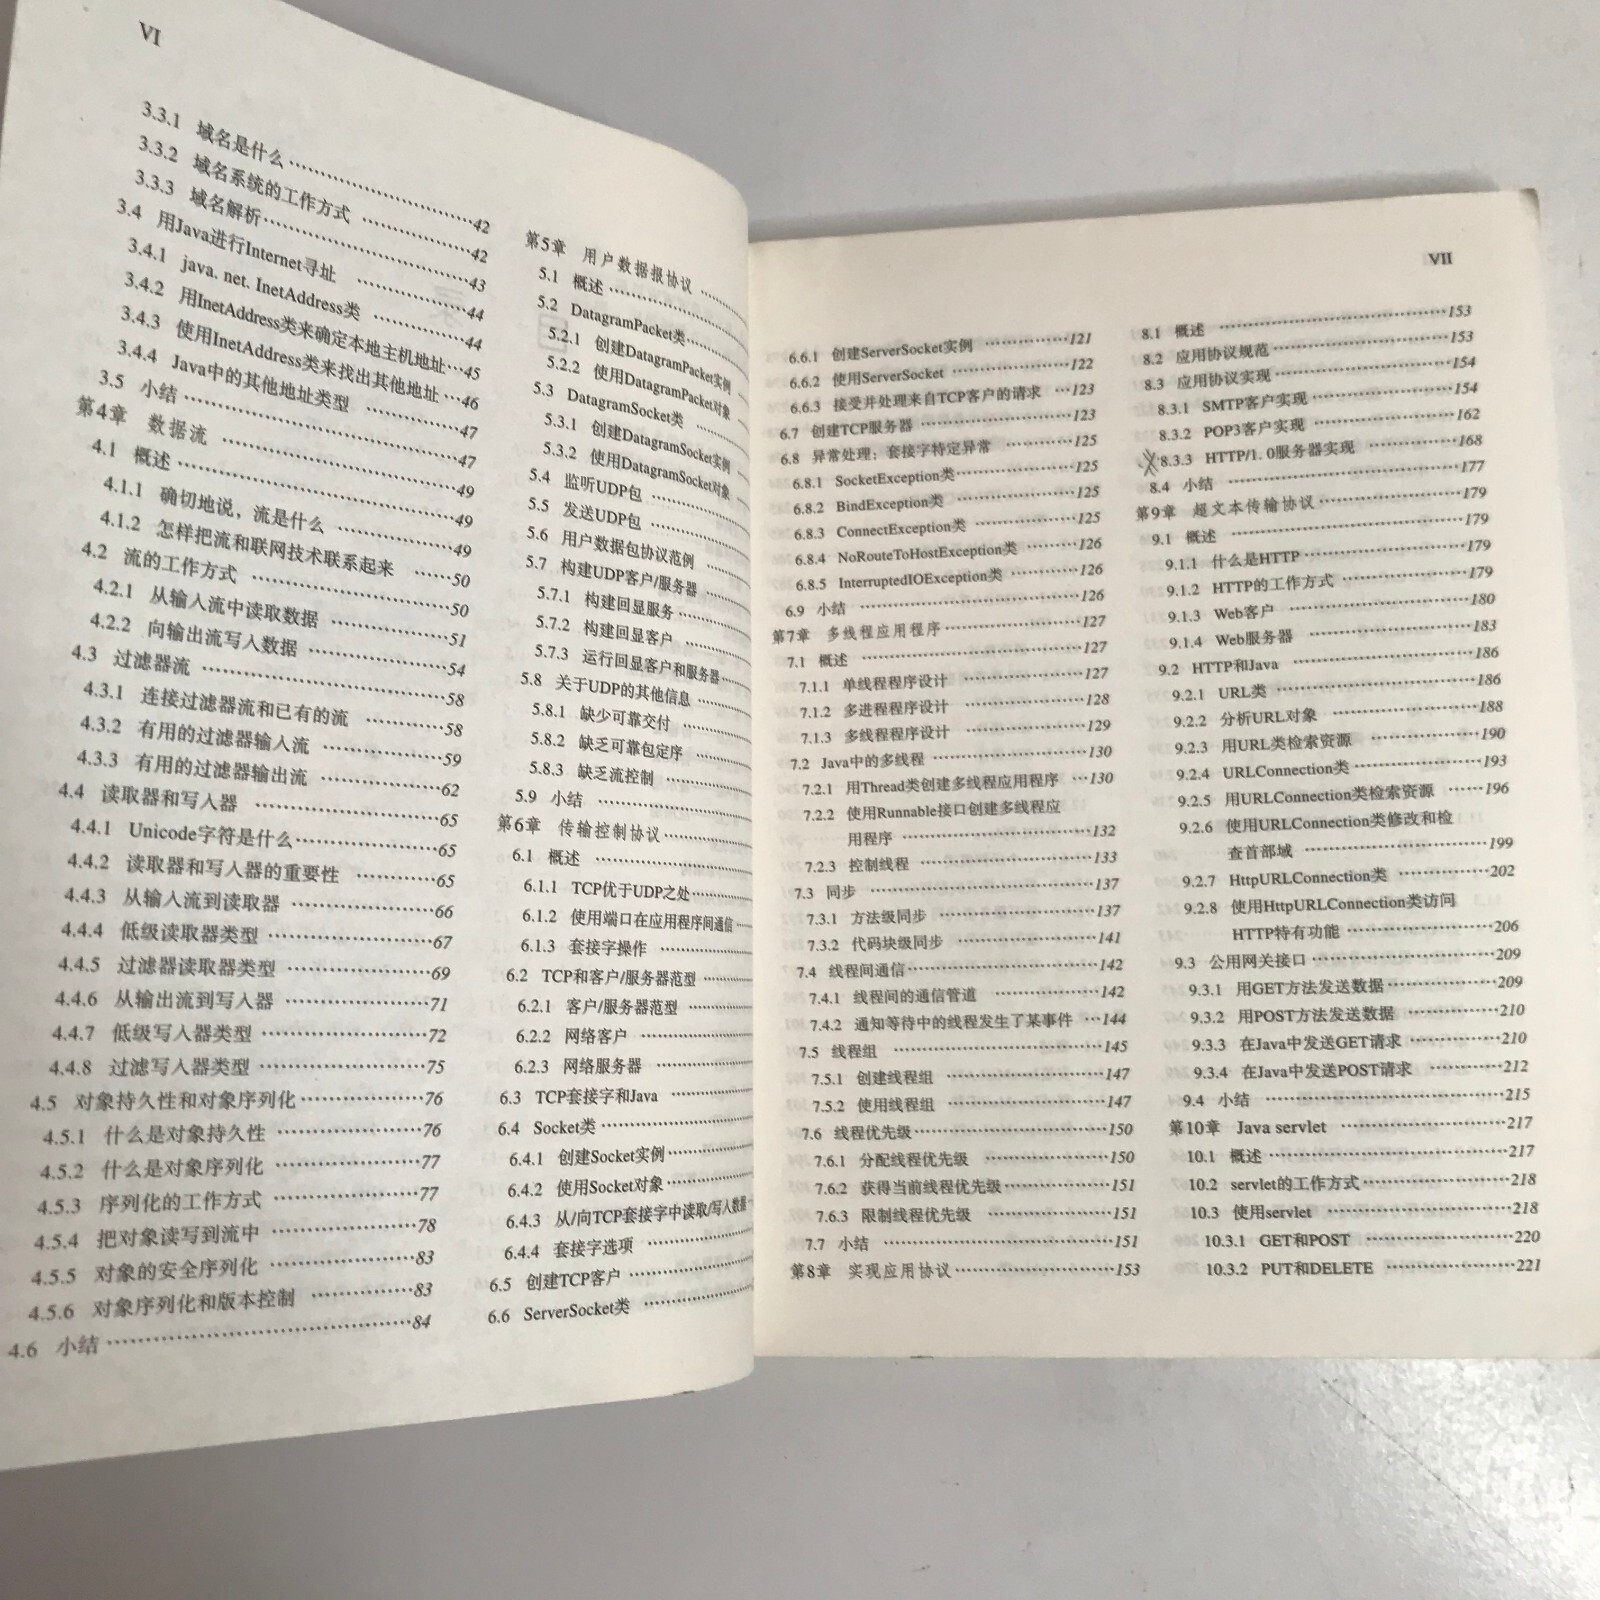 VI
3.3.1 域名是什么 ……42
3.3.2 域名系统的工作方式 ……42
3.3.3 域名解析……43
3.4 用Java进行Internet寻址 ……44
3.4.1 java. net. InetAddress类 ……44
3.4.2 用InetAddress类来确定本地主机地址…45
3.4.3 使用InetAddress类来找出其他地址 …46
3.4.4 Java中的其他地址类型 ……47
3.5 小结……47
第4章 数据流 ……49
4.1 概述……49
4.1.1 确切地说，流是什么 ……49
4.1.2 怎样把流和联网技术联系起来 ……50
4.2 流的工作方式 ……50
4.2.1 从输入流中读取数据 ……51
4.2.2 向输出流写入数据 ……54
4.3 过滤器流 ……58
4.3.1 连接过滤器流和已有的流 ……58
4.3.2 有用的过滤器输入流 ……59
4.3.3 有用的过滤器输出流 ……62
4.4 读取器和写入器 ……65
4.4.1 Unicode字符是什么……65
4.4.2 读取器和写入器的重要性 ……65
4.4.3 从输入流到读取器 ……66
4.4.4 低级读取器类型 ……67
4.4.5 过滤器读取器类型 ……69
4.4.6 从输出流到写入器 ……71
4.4.7 低级写入器类型 ……72
4.4.8 过滤写入器类型 ……75
4.5 对象持久性和对象序列化……76
4.5.1 什么是对象持久性 ……76
4.5.2 什么是对象序列化 ……77
4.5.3 序列化的工作方式 ……77
4.5.4 把对象读写到流中 ……78
4.5.5 对象的安全序列化 ……83
4.5.6 对象序列化和版本控制 ……83
4.6 小结……84
第5章 用户数据报协议 ……
5.1 概述……
5.2 DatagramPacket类……
5.2.1 创建DatagramPacket实例
5.2.2 使用DatagramPacket对象
5.3 DatagramSocket类 ……
5.3.1 创建DatagramSocket实例
5.3.2 使用DatagramSocket对象
5.4 监听UDP包 ……
5.5 发送UDP包 ……
5.6 用户数据包协议范例 ……
5.7 构建UDP客户/服务器 ……
5.7.1 构建回显服务……
5.7.2 构建回显客户 ……
5.7.3 运行回显客户和服务器……
5.8 关于UDP的其他信息 ……
5.8.1 缺少可靠交付 ……
5.8.2 缺乏可靠包定序 ……
5.8.3 缺乏流控制 ……
5.9 小结 ……
第6章 传输控制协议……
6.1 概述 ……
6.1.1 TCP优于UDP之处……
6.1.2 使用端口在应用程序间通信……
6.1.3 套接字操作 ……
6.2 TCP和客户/服务器范型 ……
6.2.1 客户/服务器范型 ……
6.2.2 网络客户 ……
6.2.3 网络服务器 ……
6.3 TCP套接字和Java ……
6.4 Socket类……
6.4.1 创建Socket实例……
6.4.2 使用Socket对象……
6.4.3 从/向TCP套接字中读取/写入数据
6.4.4 套接字选项 ……
6.5 创建TCP客户 ……
6.6 ServerSocket类 ……
VII
6.6.1 创建ServerSocket实例 ……121
6.6.2 使用ServerSocket ……122
6.6.3 接受并处理来自TCP客户的请求 …123
6.7 创建TCP服务器 ……123
6.8 异常处理：套接字特定异常 ……125
6.8.1 SocketException类……125
6.8.2 BindException类 ……125
6.8.3 ConnectException类 ……125
6.8.4 NoRouteToHostException类 ……126
6.8.5 InterruptedIOException类 ……126
6.9 小结 ……126
第7章 多线程应用程序……127
7.1 概述 ……127
7.1.1 单线程程序设计 ……127
7.1.2 多进程程序设计 ……128
7.1.3 多线程程序设计 ……129
7.2 Java中的多线程 ……130
7.2.1 用Thread类创建多线程应用程序 …130
7.2.2 使用Runnable接口创建多线程应
用程序 ……132
7.2.3 控制线程 ……133
7.3 同步 ……137
7.3.1 方法级同步 ……137
7.3.2 代码块级同步 ……141
7.4 线程间通信……142
7.4.1 线程间的通信管道 ……142
7.4.2 通知等待中的线程发生了某事件 …144
7.5 线程组 ……145
7.5.1 创建线程组 ……147
7.5.2 使用线程组 ……147
7.6 线程优先级……150
7.6.1 分配线程优先级 ……150
7.6.2 获得当前线程优先级……151
7.6.3 限制线程优先级 ……151
7.7 小结 ……151
第8章 实现应用协议……153
8.1 概述 ……153
8.2 应用协议规范……153
8.3 应用协议实现……154
8.3.1 SMTP客户实现……154
8.3.2 POP3客户实现 ……162
8.3.3 HTTP/1. 0服务器实现 ……168
8.4 小结 ……177
第9章 超文本传输协议……179
9.1 概述 ……179
9.1.1 什么是HTTP……179
9.1.2 HTTP的工作方式 ……179
9.1.3 Web客户 ……180
9.1.4 Web服务器 ……183
9.2 HTTP和Java ……186
9.2.1 URL类 ……186
9.2.2 分析URL对象 ……188
9.2.3 用URL类检索资源 ……190
9.2.4 URLConnection类……193
9.2.5 用URLConnection类检索资源 ……196
9.2.6 使用URLConnection类修改和检
查首部域 ……199
9.2.7 HttpURLConnection类 ……202
9.2.8 使用HttpURLConnection类访问
HTTP特有功能 ……206
9.3 公用网关接口……209
9.3.1 用GET方法发送数据……209
9.3.2 用POST方法发送数据 ……210
9.3.3 在Java中发送GET请求 ……210
9.3.4 在Java中发送POST请求 ……212
9.4 小结 ……215
第10章 Java servlet ……217
10.1 概述……217
10.2 servlet的工作方式……218
10.3 使用servlet ……218
10.3.1 GET和POST ……220
10.3.2 PUT和DELETE ……221